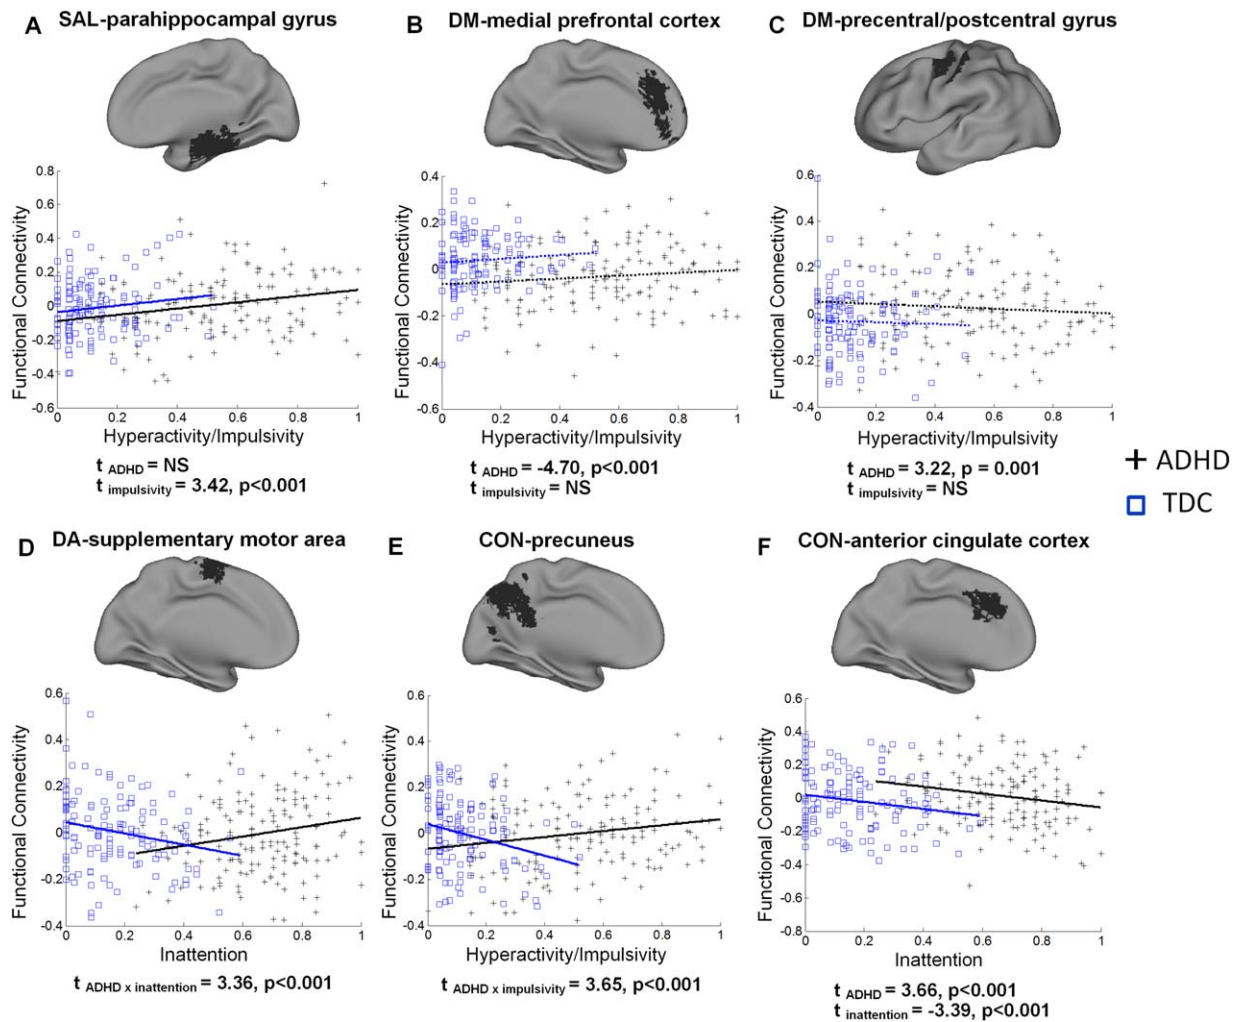 A SAL-parahippocampal gyrus
0.8
0.6
0.4
0.2
0
-0.2
-0.4
-0.6
Functional Connectivity
0 0.2 0.4 0.6 0.8 1
Hyperactivity/Impulsivity
t ADHD = NS
t impulsivity = 3.42, p<0.001
B DM-medial prefrontal cortex
0.4
0.2
0
-0.2
-0.4
-0.6
Functional Connectivity
0 0.2 0.4 0.6 0.8 1
Hyperactivity/Impulsivity
t ADHD = -4.70, p<0.001
t impulsivity = NS
C DM-precentral/postcentral gyrus
0.6
0.4
0.2
0
-0.2
-0.4
Functional Connectivity
0 0.2 0.4 0.6 0.8 1
Hyperactivity/Impulsivity
t ADHD = 3.22, p = 0.001
t impulsivity = NS
ADHD
TDC
D DA-supplementary motor area
0.6
0.4
0.2
0
-0.2
-0.4
Functional Connectivity
0 0.2 0.4 0.6 0.8 1
Inattention
t ADHD x inattention = 3.36, p<0.001
E CON-precuneus
0.6
0.4
0.2
0
-0.2
-0.4
Functional Connectivity
0 0.2 0.4 0.6 0.8 1
Hyperactivity/Impulsivity
t ADHD x impulsivity = 3.65, p<0.001
F CON-anterior cingulate cortex
0.6
0.4
0.2
0
-0.2
-0.4
-0.6
-0.8
Functional Connectivity
0 0.2 0.4 0.6 0.8 1
Inattention
t ADHD = 3.66, p<0.001
t inattention = -3.39, p<0.001